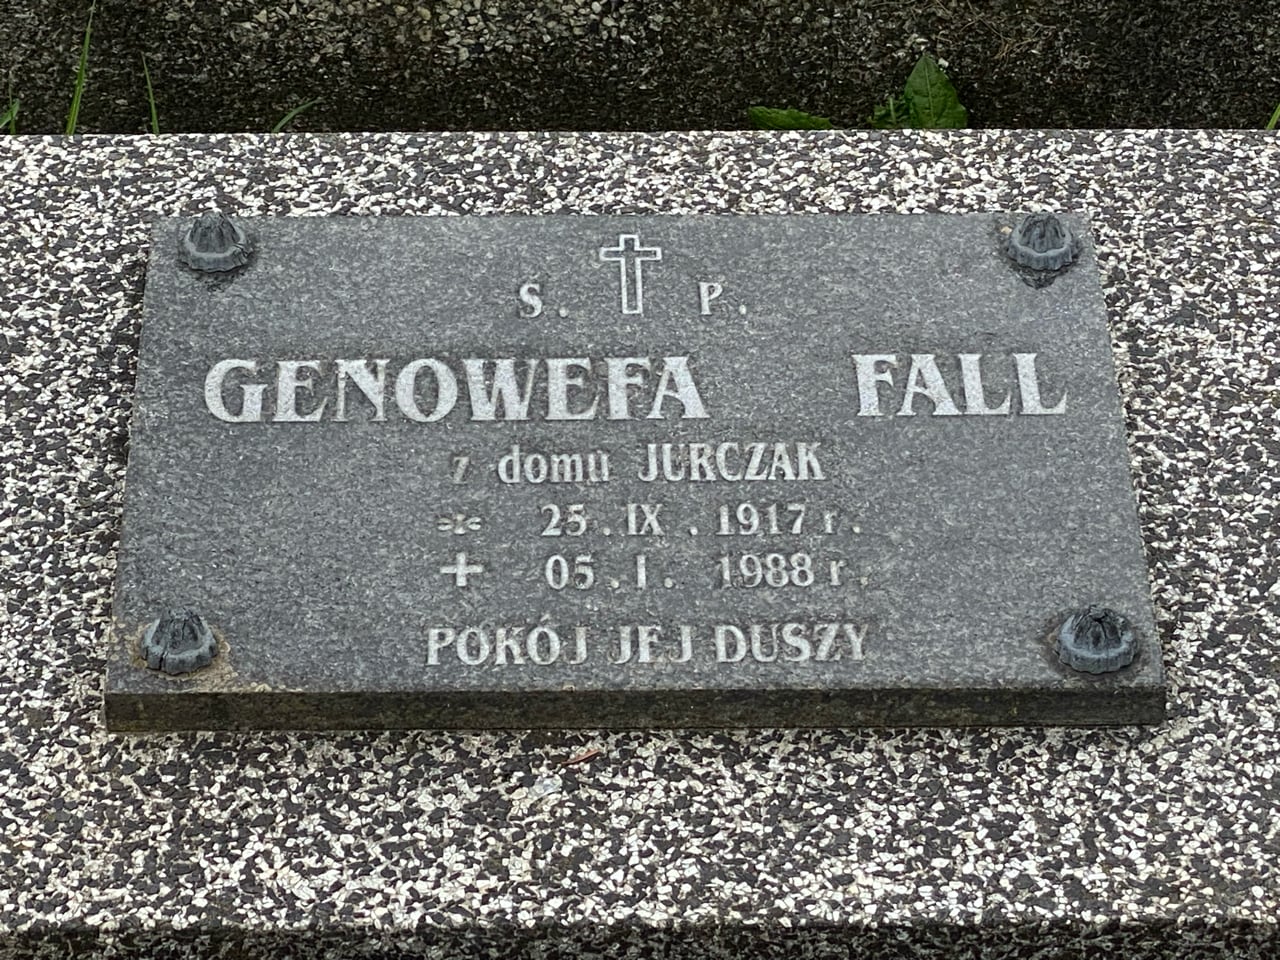 S. P.
GENOWEFA FALL
z domu JURCZAK
* 25. IX. 1917 r.
+ 05. I. 1988 r.
POKÓJ JEJ DUSZY